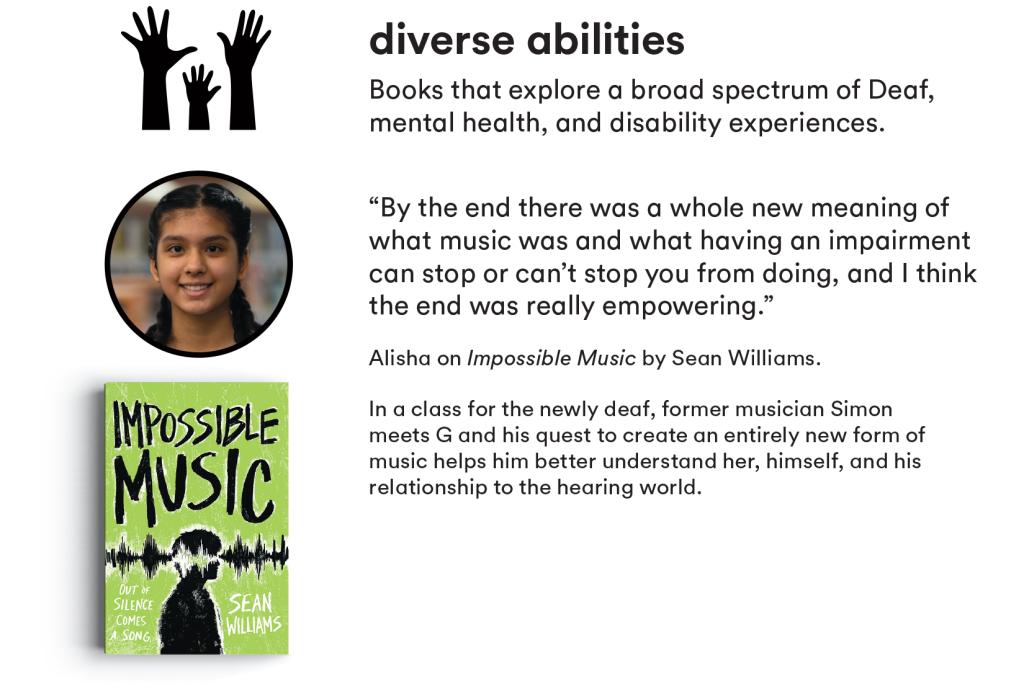 diverse abilities
Books that explore a broad spectrum of Deaf,
mental health, and disability experiences.
“By the end there was a whole new meaning of
what music was and what having an impairment
can stop or can’t stop you from doing, and I think
the end was really empowering.”
Alisha on Impossible Music by Sean Williams.
In a class for the newly deaf, former musician Simon
meets G and his quest to create an entirely new form of
music helps him better understand her, himself, and his
relationship to the hearing world.
IMPOSSIBLE
MUSIC
OUT OF
SILENCE
COMES
A SONG
SEAN
WILLIAMS